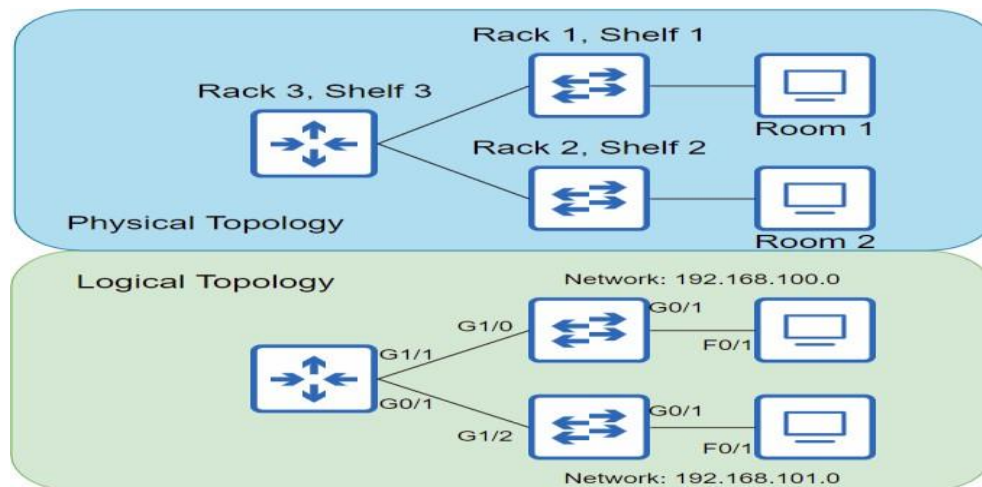 Rack 1, Shelf 1
Rack 3, Shelf 3
Room 1
Rack 2, Shelf 2
Physical Topology
Room 2
Logical Topology
Network: 192.168.100.0
G0/1
G1/0
F0/1
G1/1
G0/1
G0/1
G1/2
F0/1
Network: 192.168.101.0